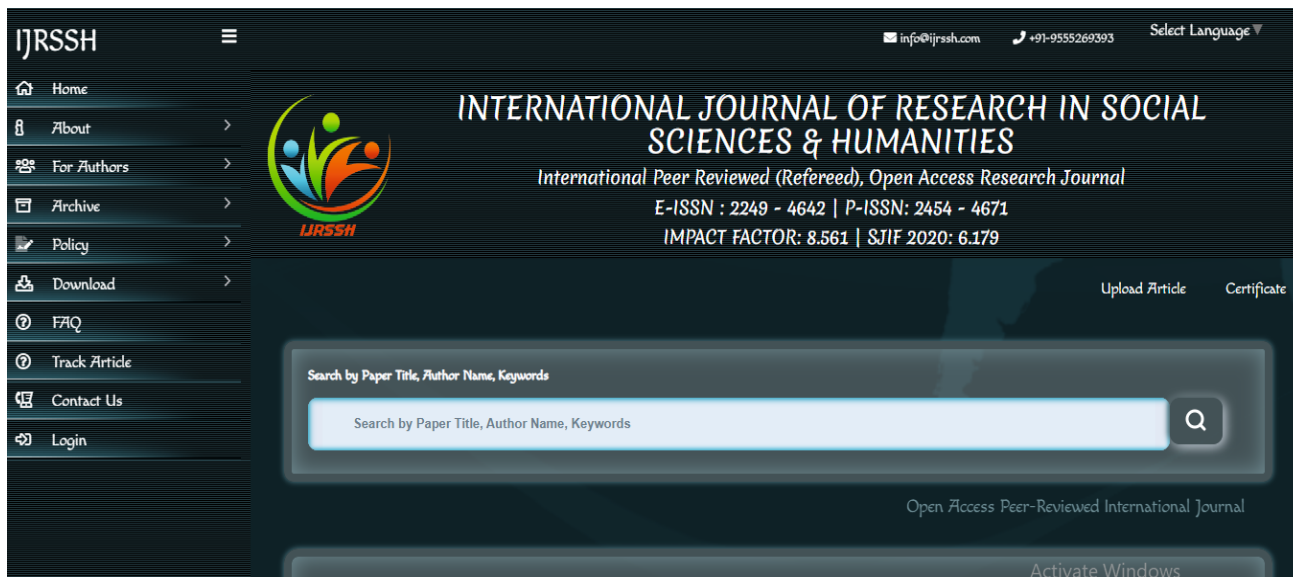 IJRSSH
info@ijrssh.com
+91-9555269393
Select Language▼
Home
About
For Authors
Archive
Policy
Download
FAQ
Track Article
Contact Us
Login
IJRSSH
INTERNATIONAL JOURNAL OF RESEARCH IN SOCIAL
SCIENCES & HUMANITIES
International Peer Reviewed (Refereed), Open Access Research Journal
E-ISSN : 2249 - 4642 | P-ISSN: 2454 - 4671
IMPACT FACTOR: 8.561 | SJIF 2020: 6.179
Upload Article
Certificate
Search by Paper Title, Author Name, Keywords
Search by Paper Title, Author Name, Keywords
Open Access Peer-Reviewed International Journal
Activate Windows